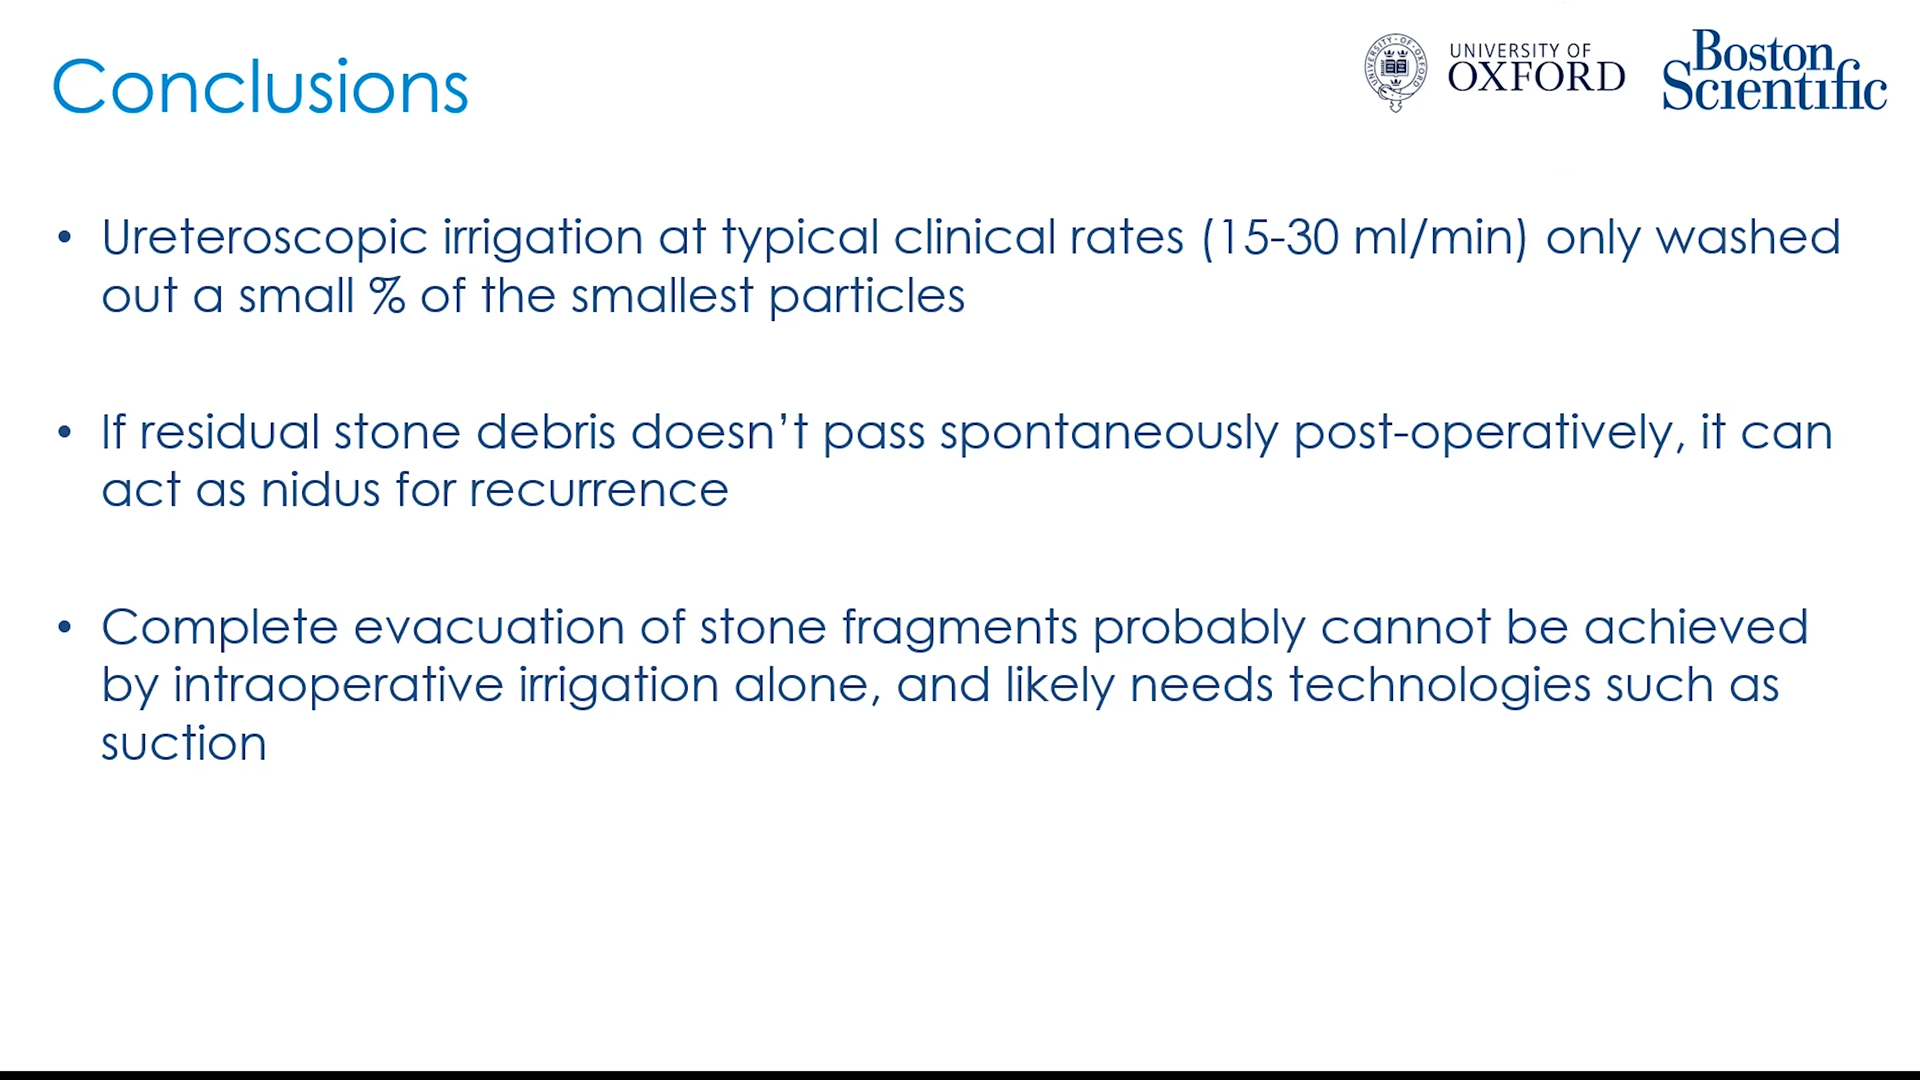 Conclusions
UNIVERSITY OF
OXFORD
Boston
Scientific
• Ureteroscopic irrigation at typical clinical rates (15-30 ml/min) only washed
out a small % of the smallest particles
• If residual stone debris doesn’t pass spontaneously post-operatively, it can
act as nidus for recurrence
• Complete evacuation of stone fragments probably cannot be achieved
by intraoperative irrigation alone, and likely needs technologies such as
suction